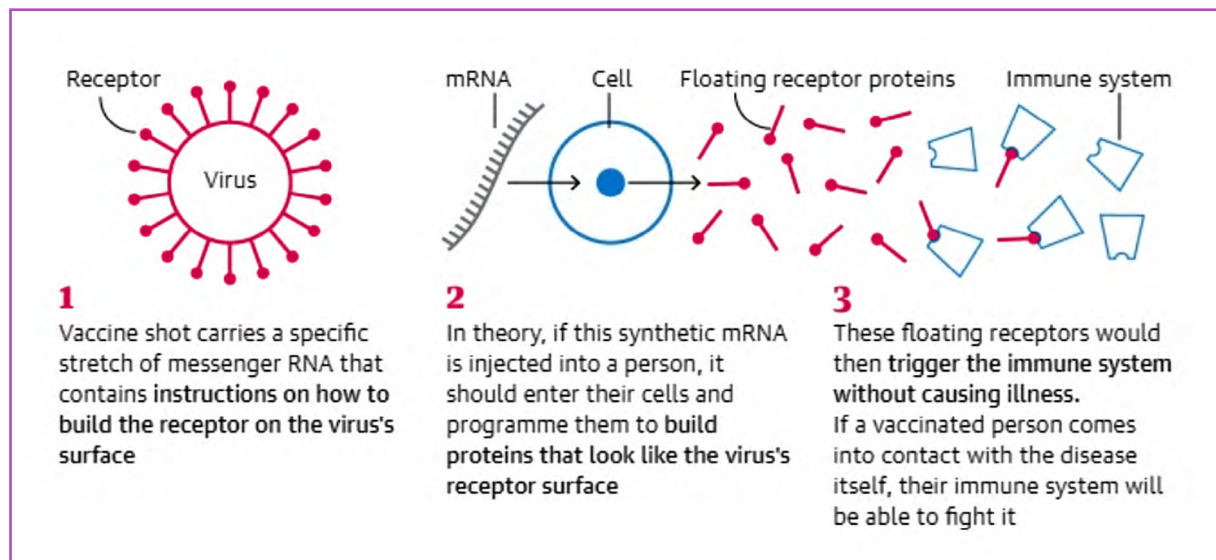 Receptor
Virus
mRNA
Cell
Floating receptor proteins
Immune system
1
Vaccine shot carries a specific
stretch of messenger RNA that
contains instructions on how to
build the receptor on the virus's
surface
2
In theory, if this synthetic mRNA
is injected into a person, it
should enter their cells and
programme them to build
proteins that look like the virus's
receptor surface
3
These floating receptors would
then trigger the immune system
without causing illness.
If a vaccinated person comes
into contact with the disease
itself, their immune system will
be able to fight it